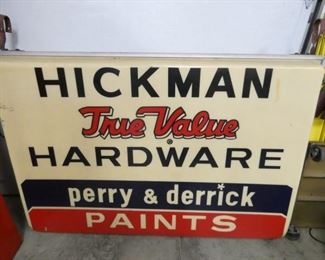 HICKMAN
True Value
®
HARDWARE
perry & derrick
PAINTS